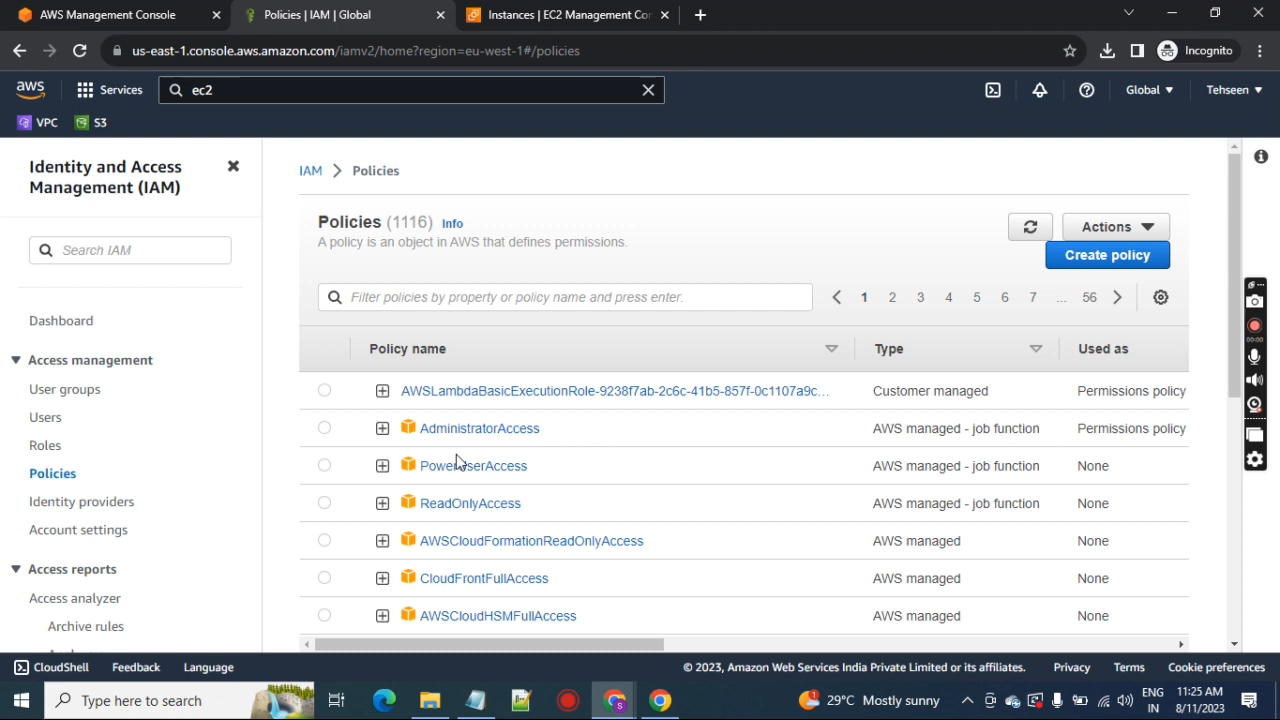 AWS Management Console
Policies | IAM | Global
Instances | EC2 Management Con
us-east-1.console.aws.amazon.com/iamv2/home?region=eu-west-1#/policies
Incognito
aws
Services
ec2
Global
Tehseen
VPC
S3
Identity and Access
Management (IAM)
Search IAM
Dashboard
Access management
User groups
Users
Roles
Policies
Identity providers
Account settings
Access reports
Access analyzer
Archive rules
IAM > Policies
Policies (1116) Info
A policy is an object in AWS that defines permissions.
Actions
Create policy
Filter policies by property or policy name and press enter.
1 2 3 4 5 6 7 ... 56
Policy name Type Used as
AWSLambdaBasicExecutionRole-9238f7ab-2c6c-41b5-857f-0c1107a9c... Customer managed Permissions policy
AdministratorAccess AWS managed - job function Permissions policy
PowerUserAccess AWS managed - job function None
ReadOnlyAccess AWS managed - job function None
AWSCloudFormationReadOnlyAccess AWS managed None
CloudFrontFullAccess AWS managed None
AWSCloudHSMFullAccess AWS managed None
00:00
CloudShell Feedback Language
© 2023, Amazon Web Services India Private Limited or its affiliates. Privacy Terms Cookie preferences
Type here to search
1
29°C Mostly sunny
ENG
IN
11:25 AM
8/11/2023